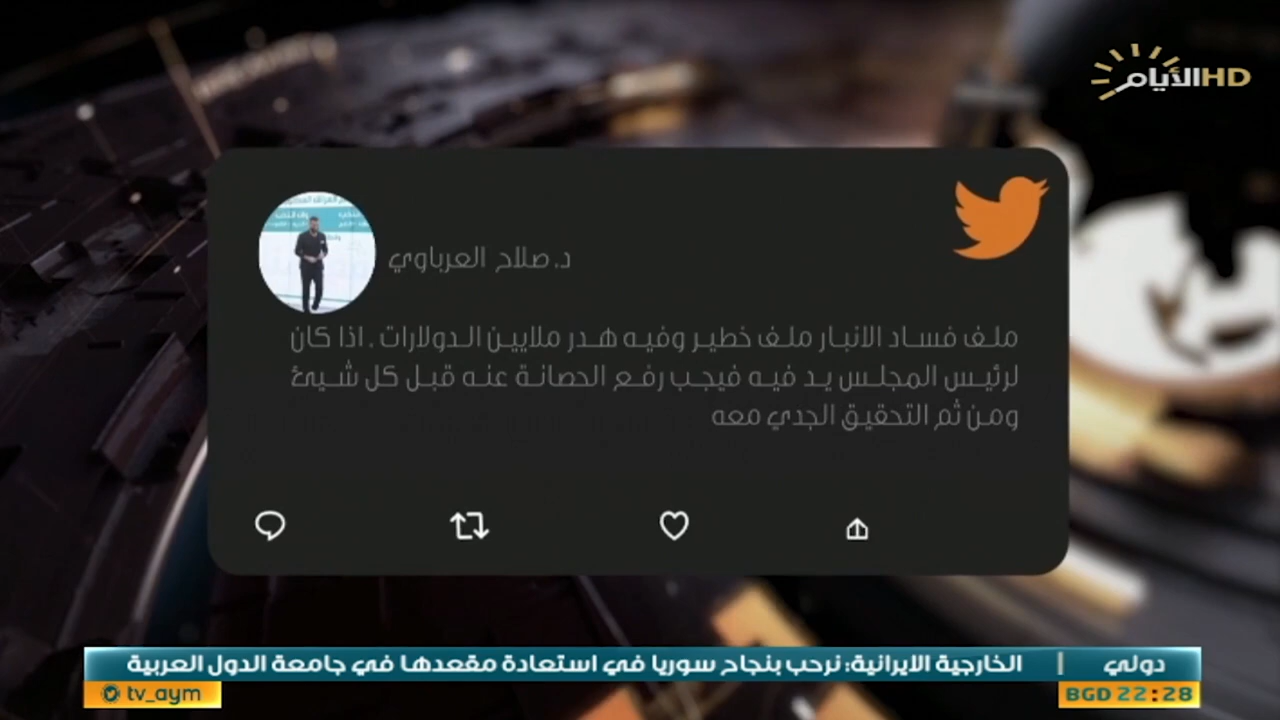 الأيام HD
د. صلاح العرباوي
ملف فساد الانبار ملف خطير وفيه هدر ملايين الدولارات . اذا كان
لرئيس المجلس يد فيه فيجب رفع الحصانة عنه قبل كل شيئ
ومن ثم التحقيق الجدي معه
دولي | الخارجية الايرانية: نرحب بنجاح سوريا في استعادة مقعدها في جامعة الدول العربية
tv_aym
BGD 22:28